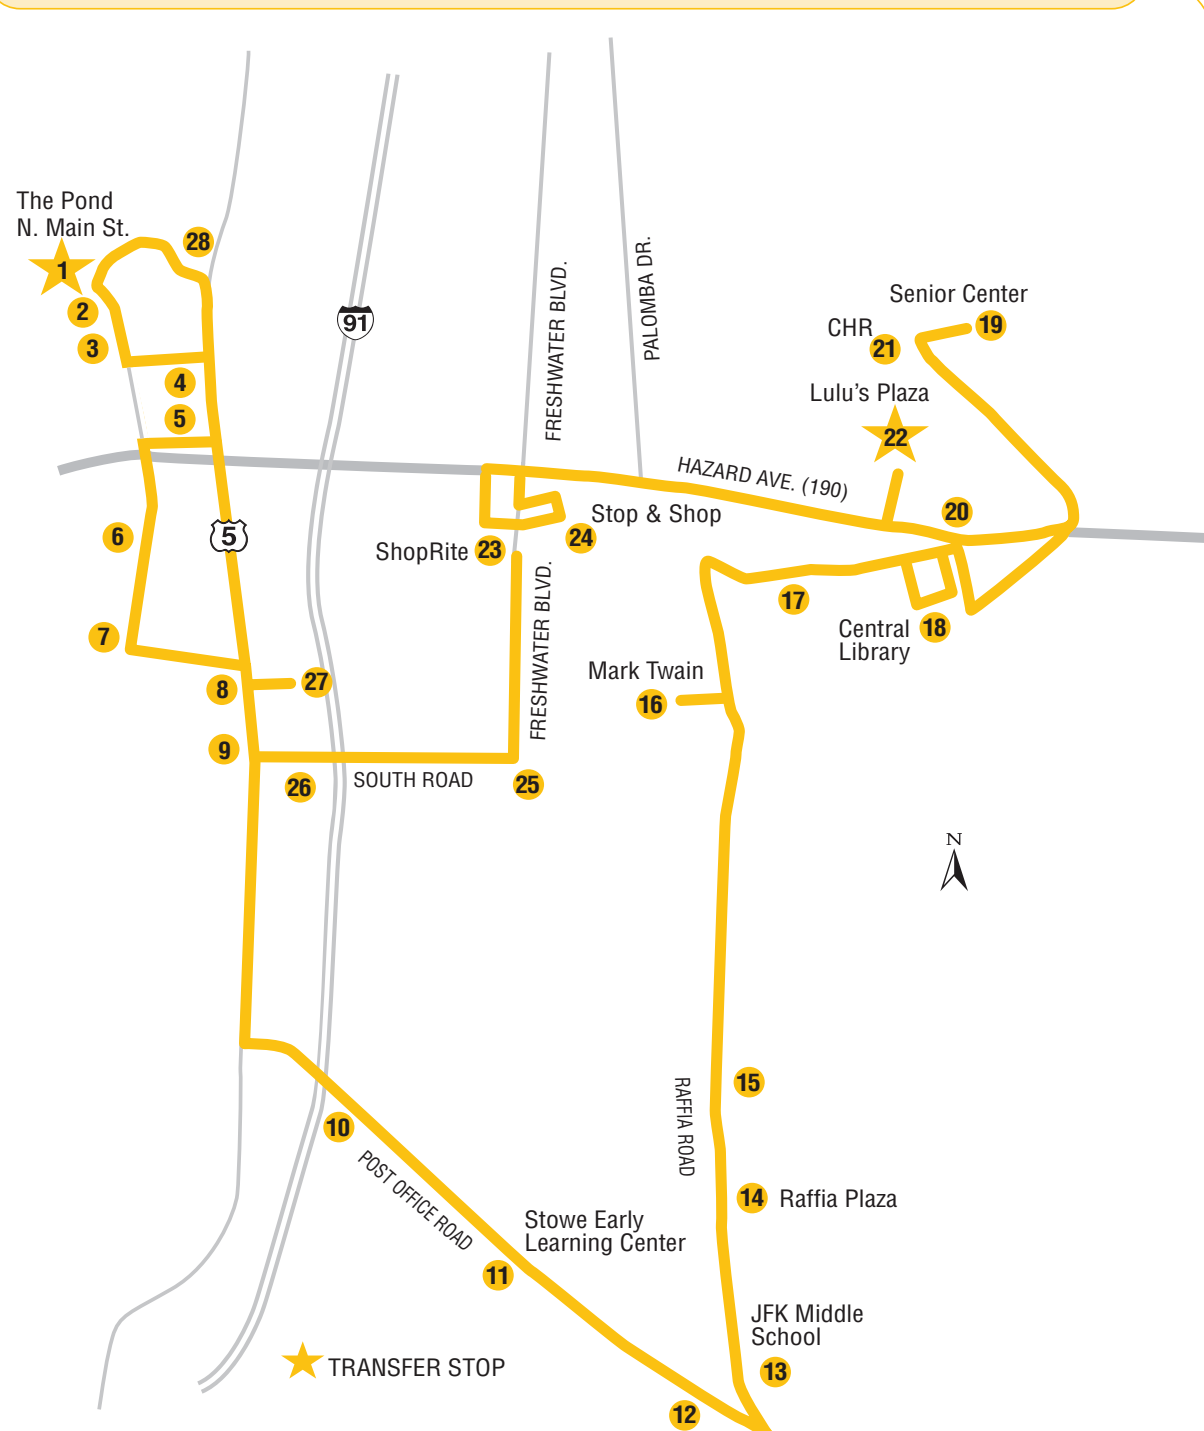 The Pond
N. Main St.
1
28
2
3
4
5
91
FRESHWATER BLVD.
PALOMBA DR.
Senior Center
19
CHR
21
Lulu's Plaza
22
HAZARD AVE. (190)
20
5
6
7
Stop & Shop
24
ShopRite
23
17
Central
Library
18
Mark Twain
16
FRESHWATER BLVD.
8
27
9
26
SOUTH ROAD
25
N
10
POST OFFICE ROAD
RAFFIA ROAD
15
14
Raffia Plaza
Stowe Early
Learning Center
11
JFK Middle
School
13
12
TRANSFER STOP